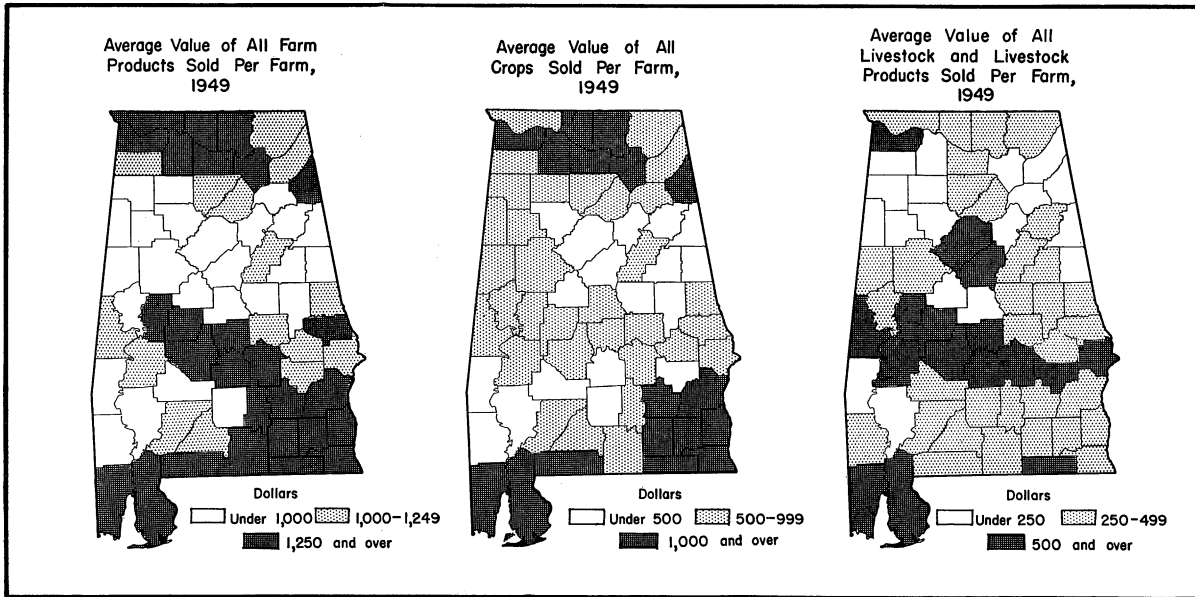 Average Value of All Farm
Products Sold Per Farm,
1949
Dollars
Under 1,000
1,000-1,249
1,250 and over
Average Value of All
Crops Sold Per Farm,
1949
Dollars
Under 500
500-999
1,000 and over
Average Value of All
Livestock and Livestock
Products Sold Per Farm,
1949
Dollars
Under 250
250-499
500 and over